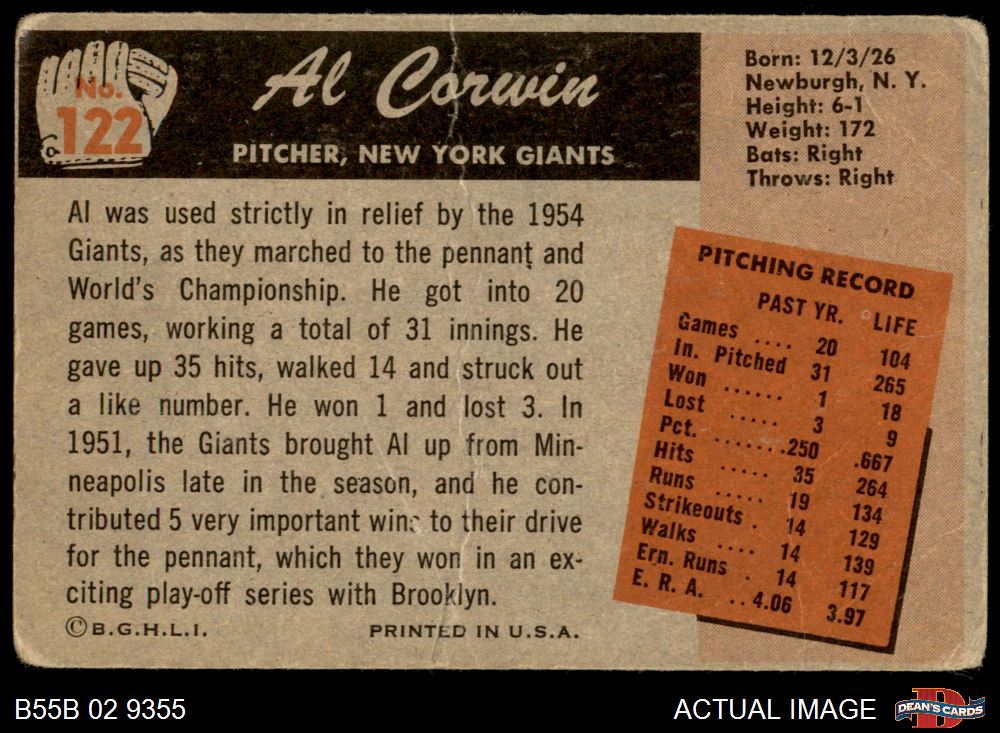 No.
122
Al Corwin
PITCHER, NEW YORK GIANTS
Born: 12/3/26
Newburgh, N. Y.
Height: 6-1
Weight: 172
Bats: Right
Throws: Right
Al was used strictly in relief by the 1954
Giants, as they marched to the pennant and
World's Championship. He got into 20
games, working a total of 31 innings. He
gave up 35 hits, walked 14 and struck out
a like number. He won 1 and lost 3. In
1951, the Giants brought Al up from Min-
neapolis late in the season, and he con-
tributed 5 very important wins to their drive
for the pennant, which they won in an ex-
citing play-off series with Brooklyn.
©B.G.H.L.I. PRINTED IN U.S.A.
PITCHING RECORD
PAST YR. LIFE
Games .... 20 104
In. Pitched 31 265
Won ...... 1 18
Lost ..... 3 9
Pct. .......250 .667
Hits ..... 35 264
Runs ..... 19 134
Strikeouts . 14 129
Walks .... 14 139
Ern. Runs . 14 117
E. R. A. ..4.06 3.97
B55B 02 9355
ACTUAL IMAGE
DEAN'S CARDS